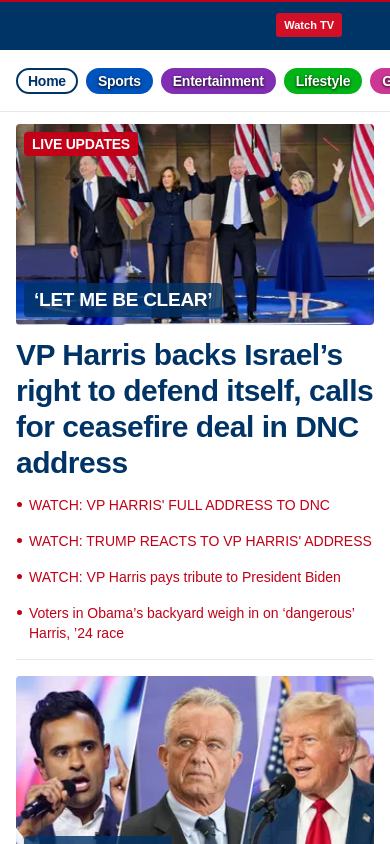 Watch TV
Home
Sports
Entertainment
Lifestyle
LIVE UPDATES
‘LET ME BE CLEAR’
VP Harris backs Israel’s
right to defend itself, calls
for ceasefire deal in DNC
address
WATCH: VP HARRIS' FULL ADDRESS TO DNC
WATCH: TRUMP REACTS TO VP HARRIS' ADDRESS
WATCH: VP Harris pays tribute to President Biden
Voters in Obama’s backyard weigh in on ‘dangerous’
Harris, ’24 race